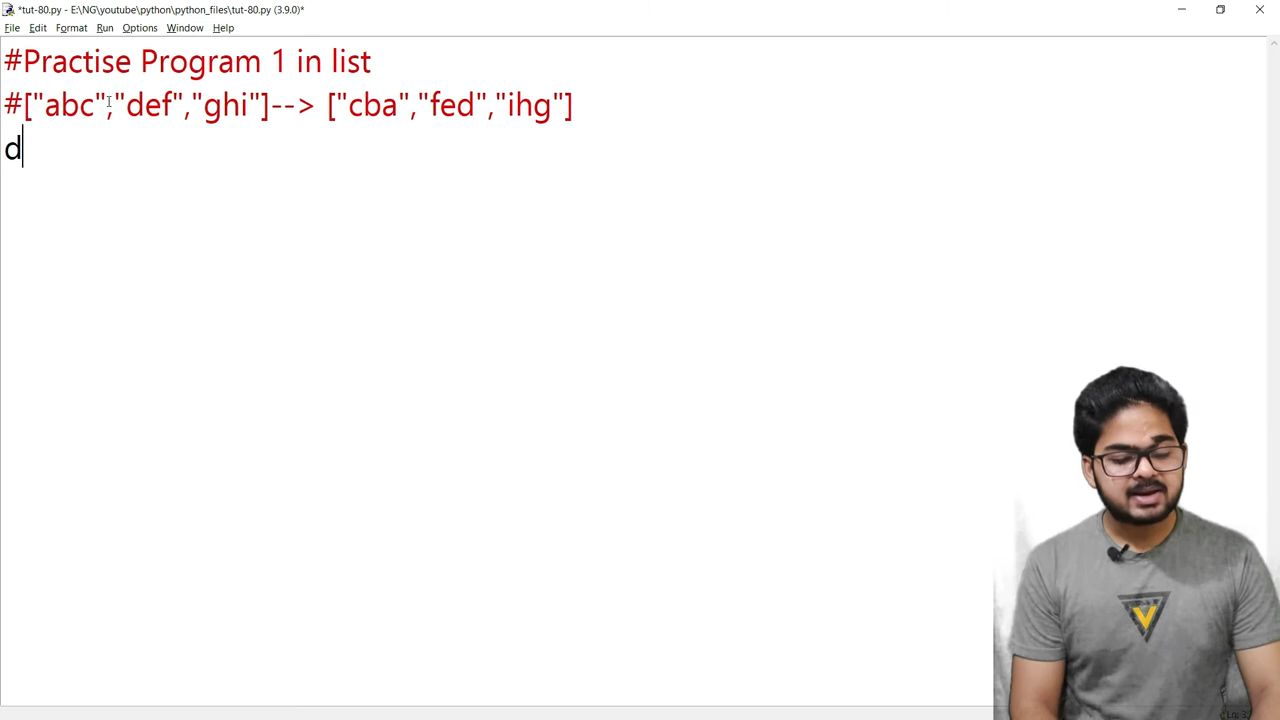 *tut-80.py - E:\NG\youtube\python\python_files\tut-80.py (3.9.0)*
File Edit Format Run Options Window Help
#Practise Program 1 in list
#["abc","def","ghi"]--> ["cba","fed","ihg"]
d
V